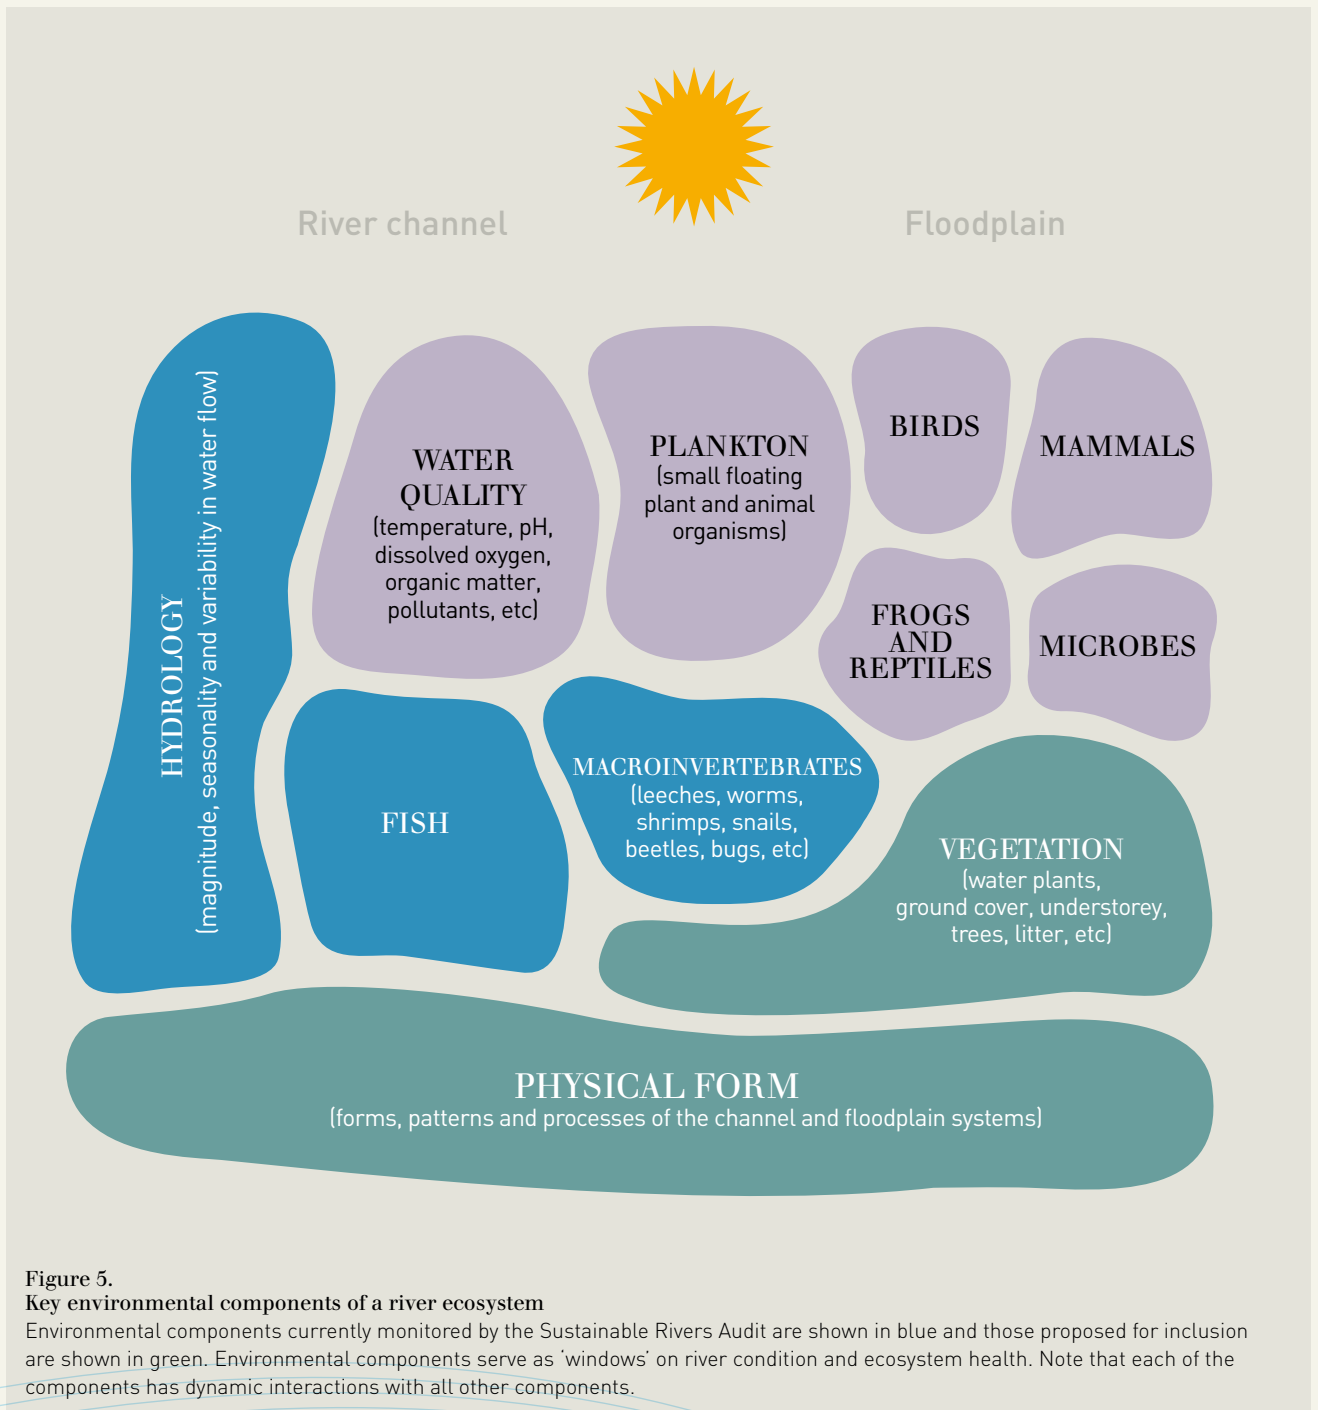 River channel
Floodplain
HYDROLOGY
(magnitude, seasonality and variability in water flow)
WATER
QUALITY
(temperature, pH,
dissolved oxygen,
organic matter,
pollutants, etc)
PLANKTON
(small floating
plant and animal
organisms)
BIRDS
MAMMALS
FROGS
AND
REPTILES
MICROBES
FISH
MACROINVERTEBRATES
(leeches, worms,
shrimps, snails,
beetles, bugs, etc)
VEGETATION
(water plants,
ground cover, understorey,
trees, litter, etc)
PHYSICAL FORM
(forms, patterns and processes of the channel and floodplain systems)
Figure 5.
Key environmental components of a river ecosystem
Environmental components currently monitored by the Sustainable Rivers Audit are shown in blue and those proposed for inclusion
are shown in green. Environmental components serve as ‘windows’ on river condition and ecosystem health. Note that each of the
components has dynamic interactions with all other components.